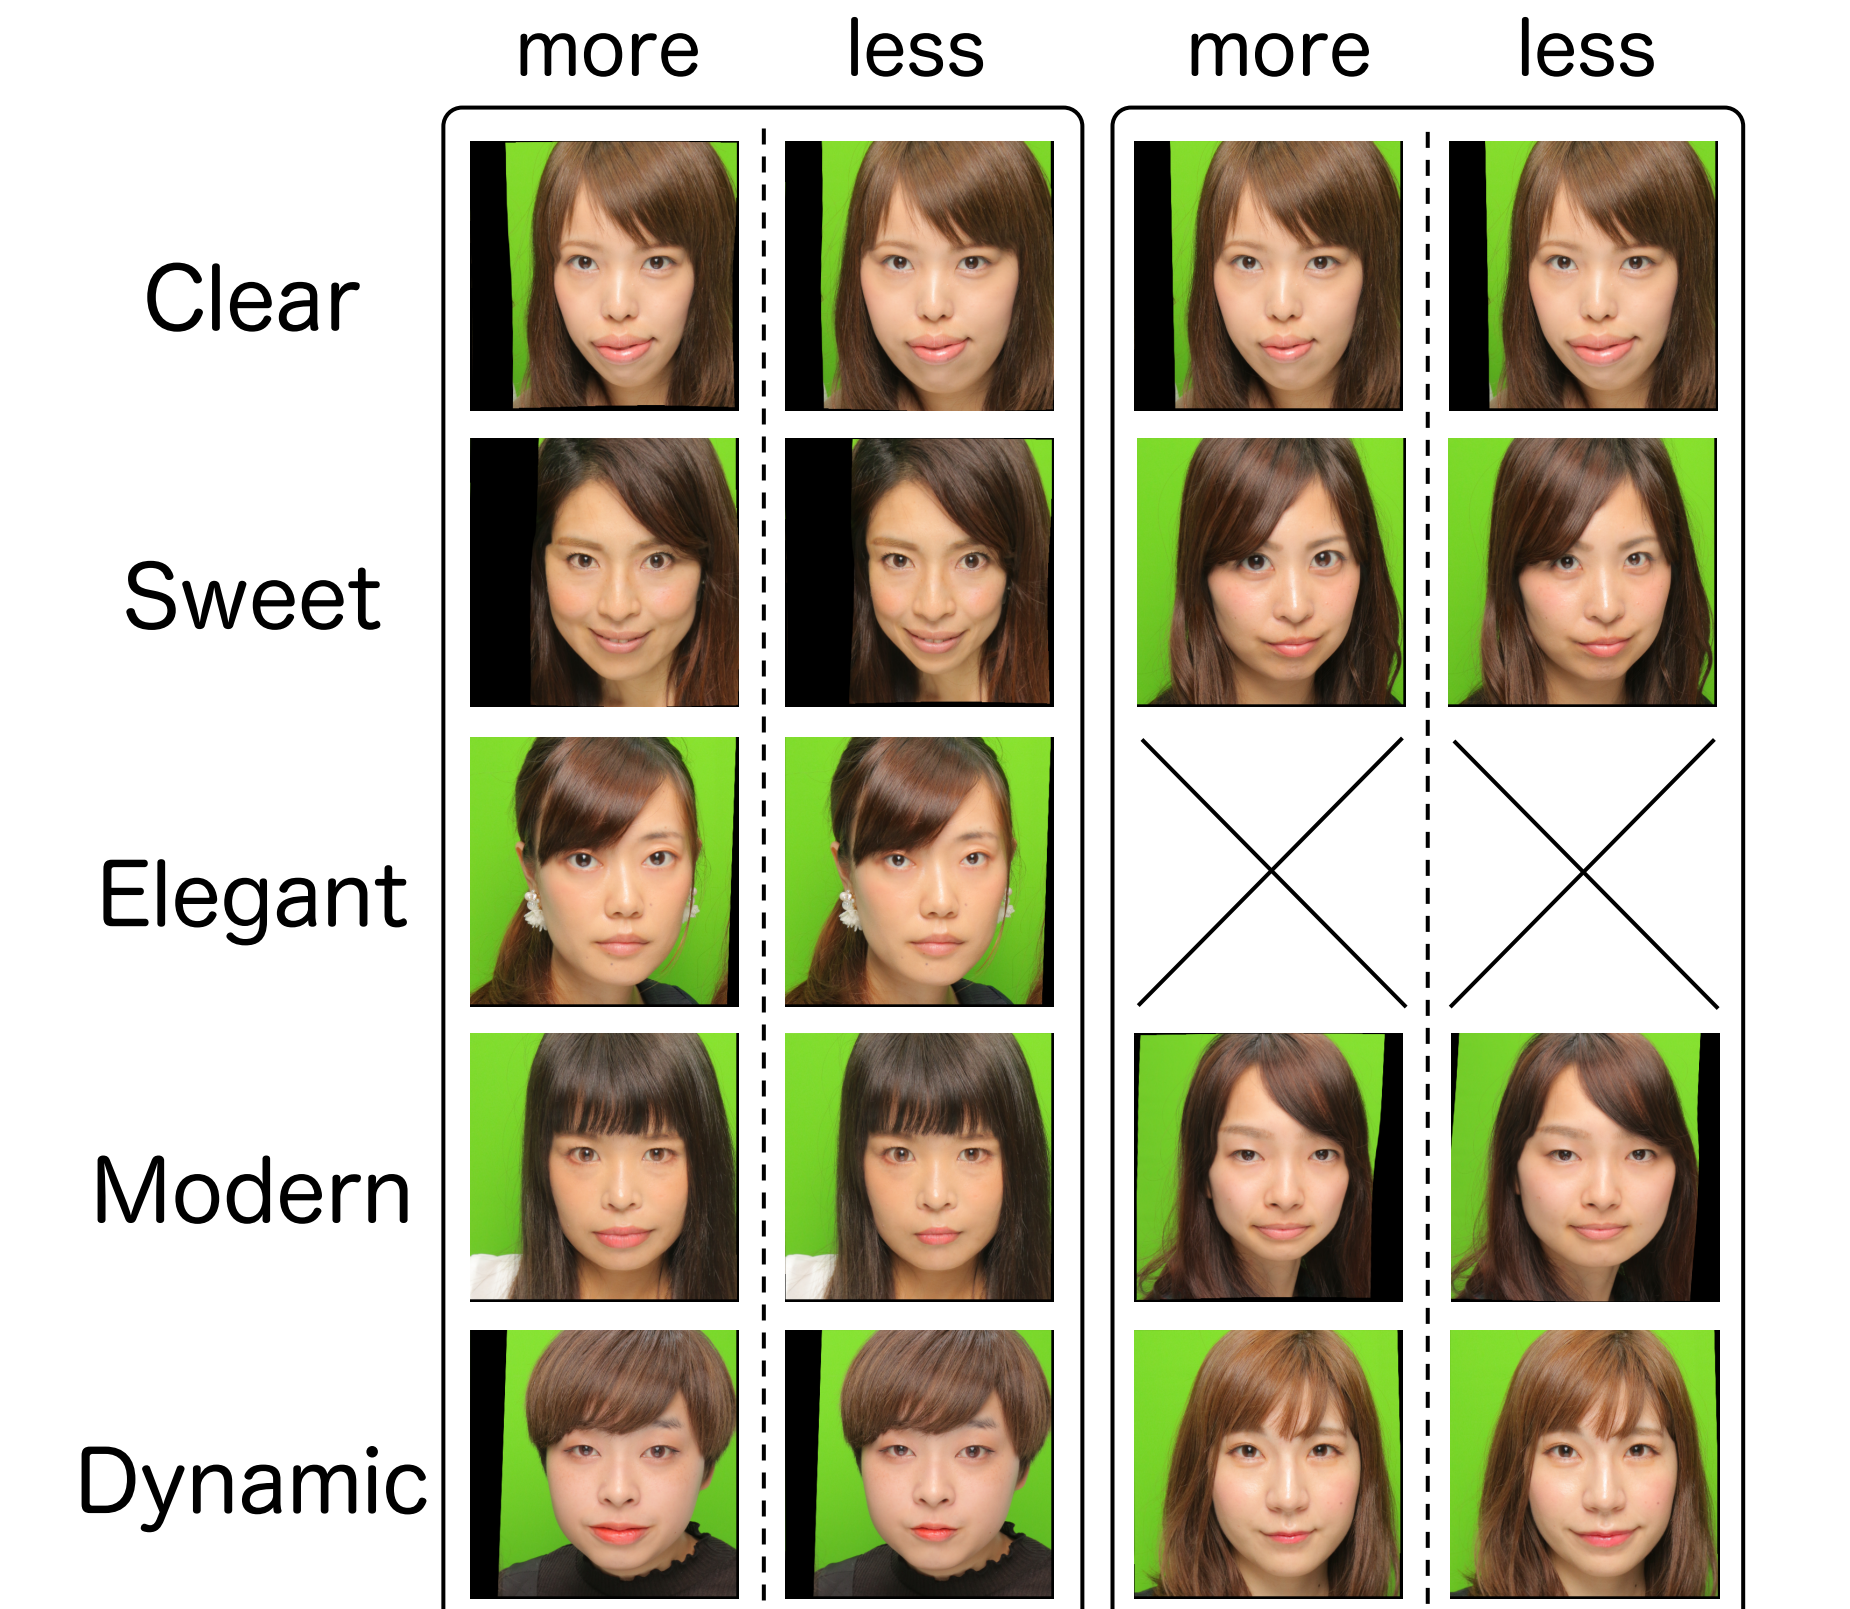 more less more less
Clear
Sweet
Elegant
Modern
Dynamic